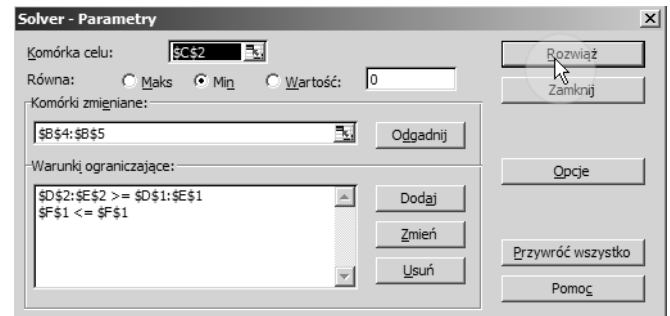 Solver - Parametry
Komórka celu: $C$2
Rozwiąż
Równa: Maks Min Wartość: 0
Zamknij
Komórki zmieniane:
$B$4:$B$5
Odgadnij
Warunki ograniczające:
Opcje
$D$2:$E$2 >= $D$1:$E$1
$F$1 <= $F$1
Dodaj
Zmień
Przywróć wszystko
Usuń
Pomoc